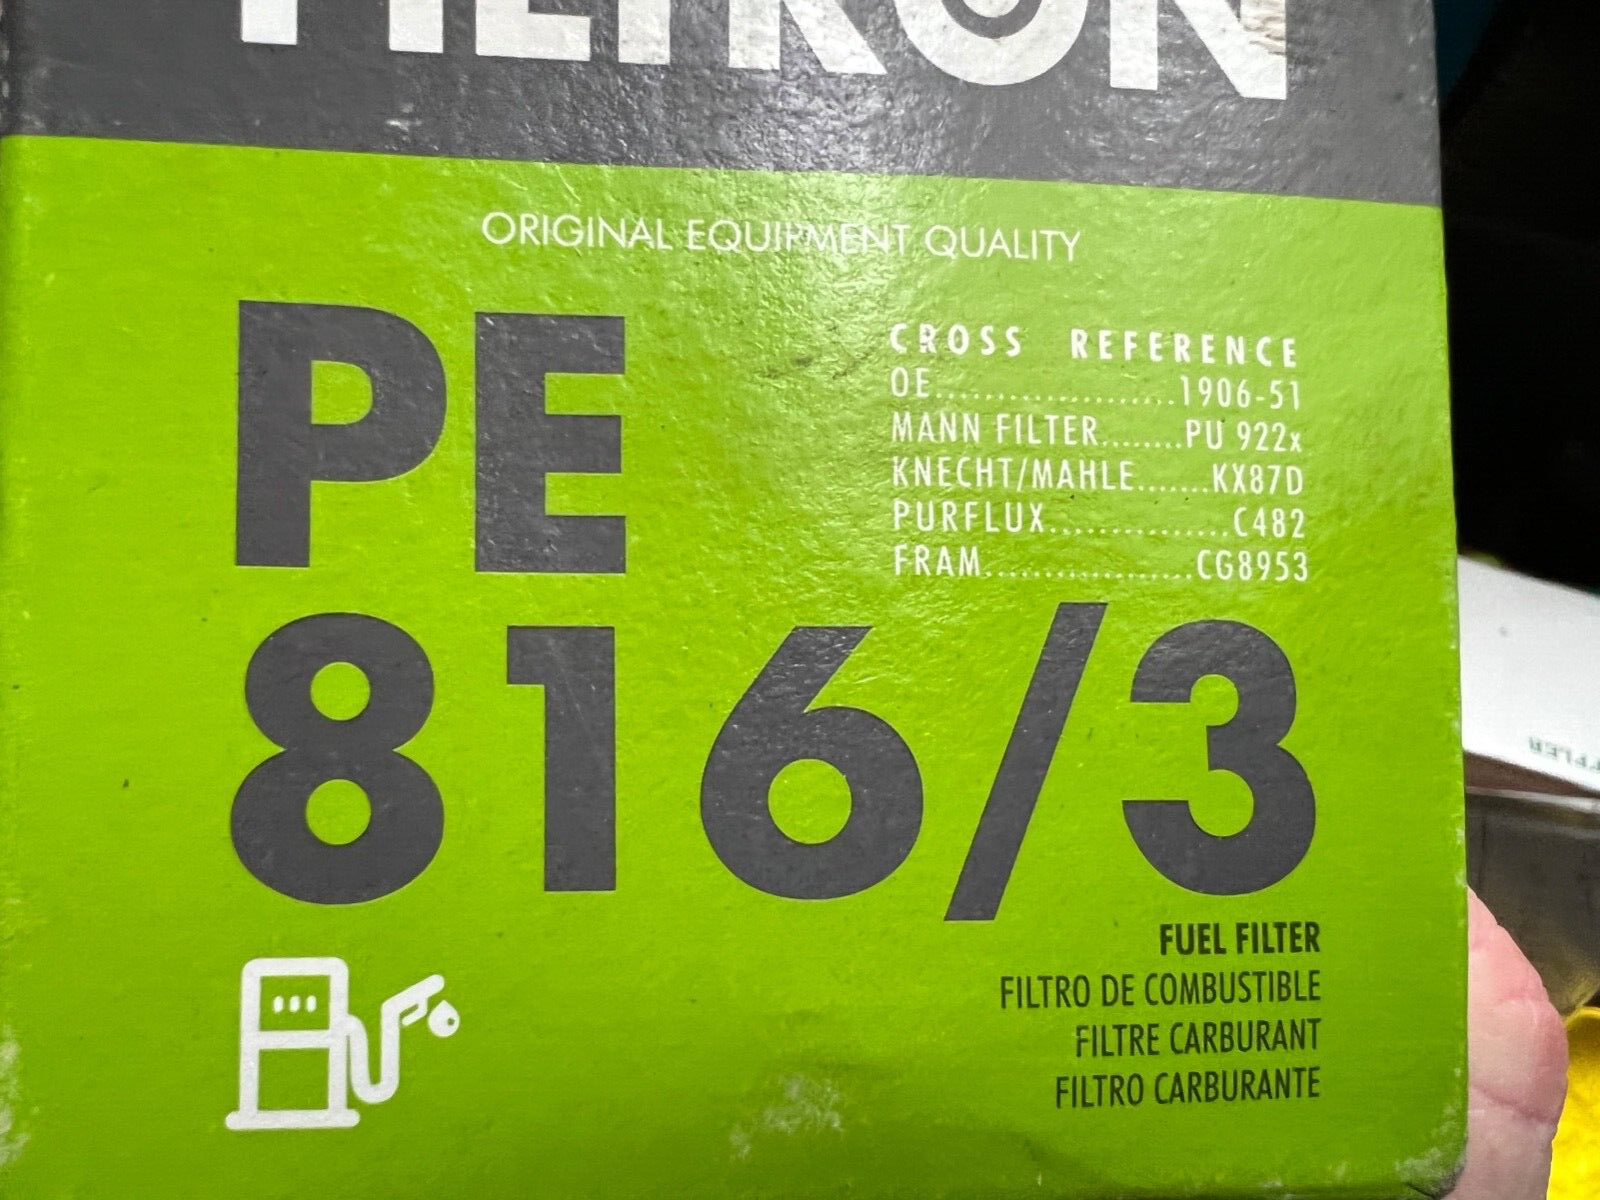 FILTRON
ORIGINAL EQUIPMENT QUALITY
PE
CROSS REFERENCE
OE.....................1906-51
MANN FILTER........PU 922x
KNECHT/MAHLE.......KX87D
PURFLUX...............C482
FRAM...................CG8953
816/3
FUEL FILTER
FILTRO DE COMBUSTIBLE
FILTRE CARBURANT
FILTRO CARBURANTE